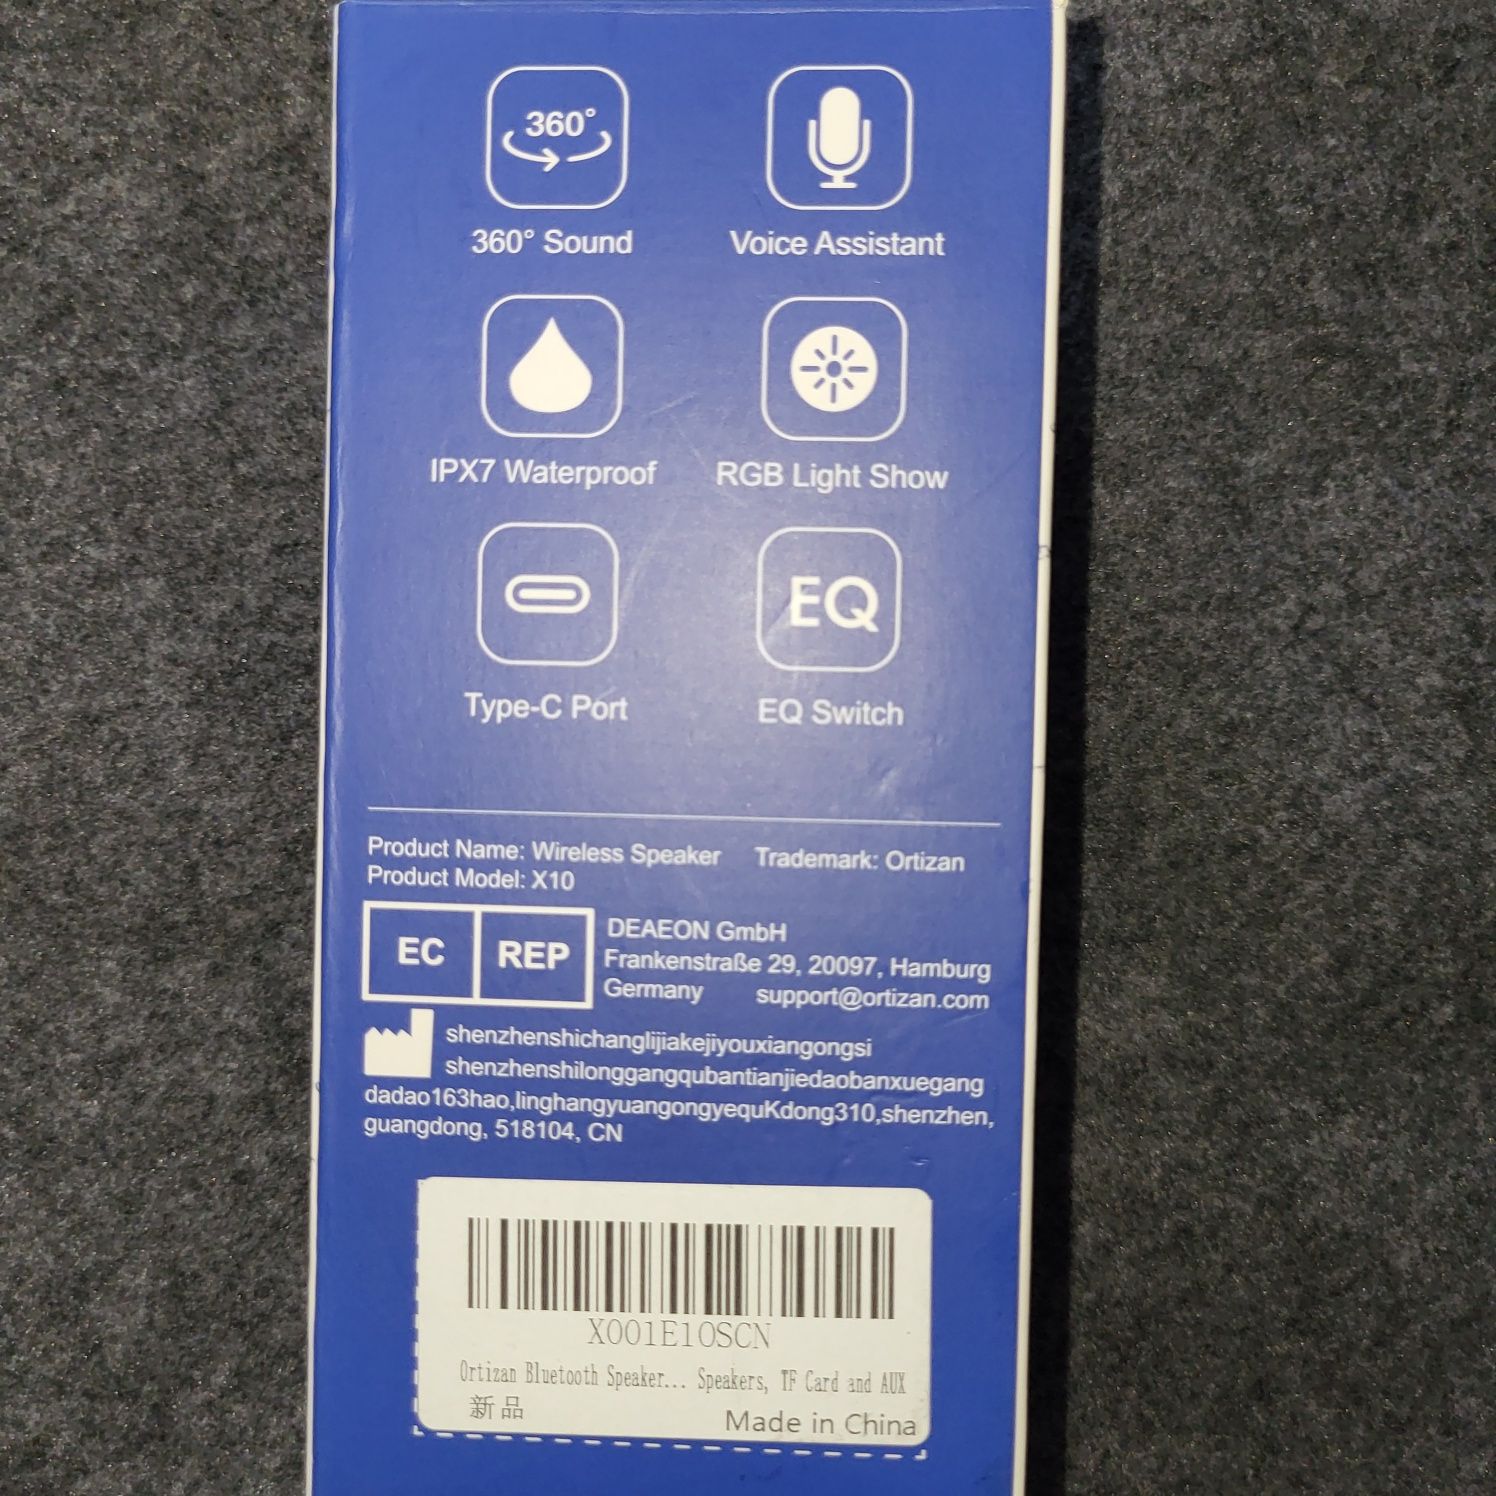 360°
360° Sound
Voice Assistant
IPX7 Waterproof
RGB Light Show
EQ
Type-C Port
EQ Switch
Product Name: Wireless Speaker Trademark: Ortizan
Product Model: X10
EC REP
DEAEON GmbH
Frankenstraße 29, 20097, Hamburg
Germany support@ortizan.com
shenzhenshichanglijiakejiyouxiangongsi
shenzhenshilonggangqubantianjiedaobanxuegang
dadao163hao,linghangyuangongyequKdong310,shenzhen,
guangdong, 518104, CN
X001E10SCN
Ortizan Bluetooth Speaker... Speakers, TF Card and AUX
新品
Made in China